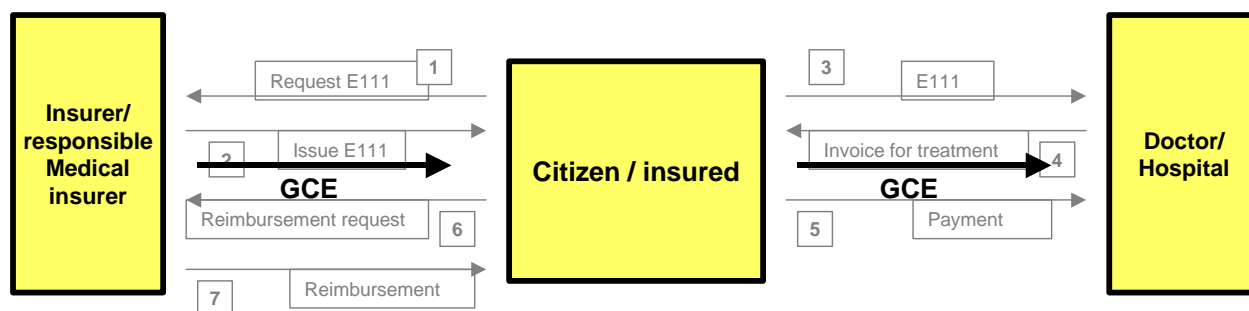 Insurer/
responsible
Medical
insurer
1
Request E111
2
Issue E111
GCE
Reimbursement request
6
7
Reimbursement
Citizen / insured
3
E111
Invoice for treatment
4
GCE
5
Payment
Doctor/
Hospital